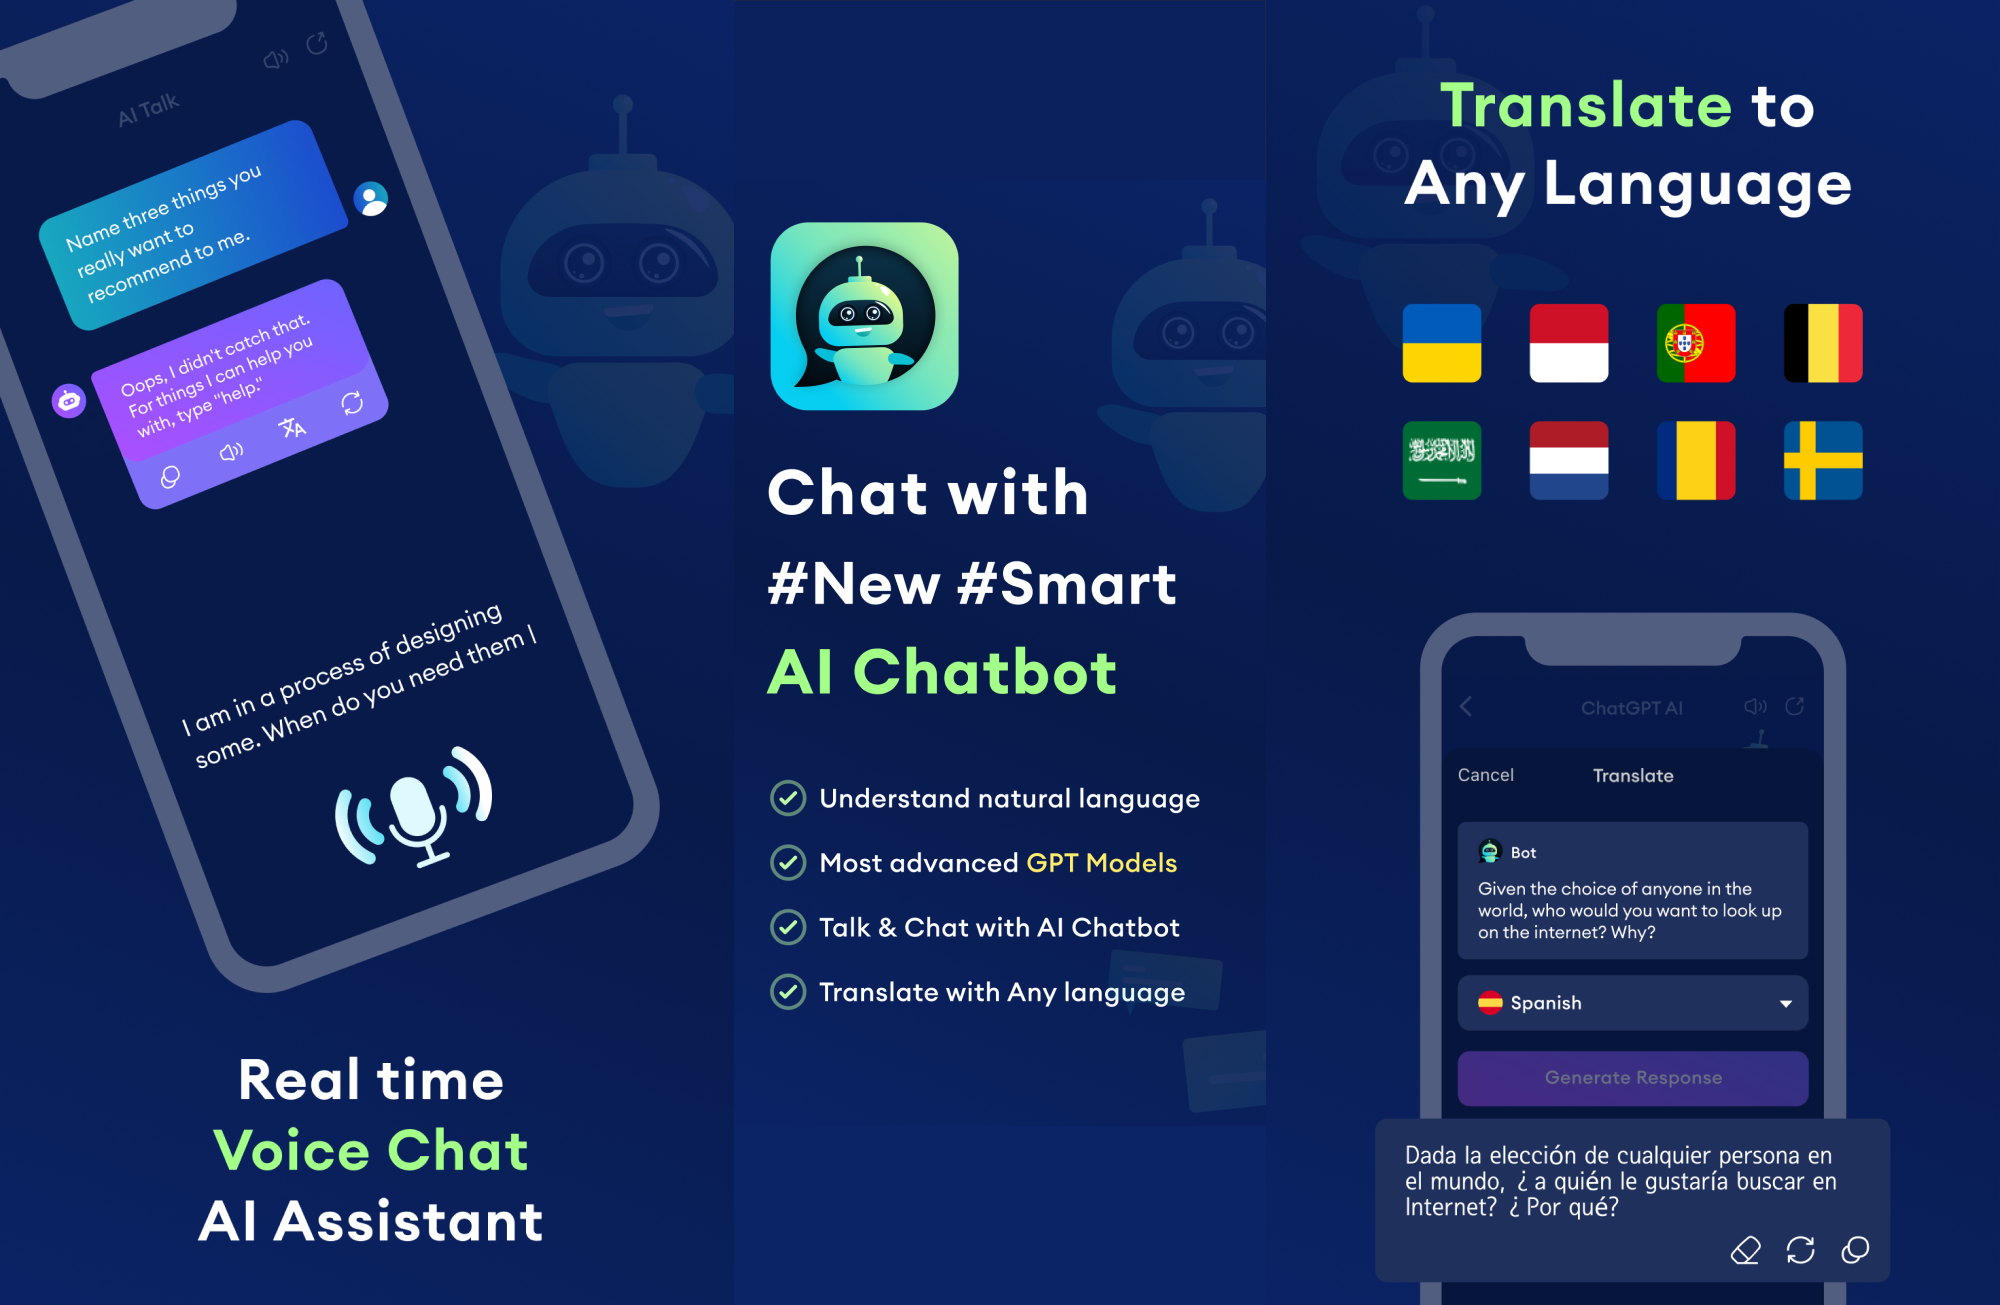 AI Talk
Name three things you
really want to
recommend to me.
Oops, I didn't catch that.
For things I can help you
with, type "help."
I am in a process of designing
some. When do you need them |
Real time
Voice Chat
AI Assistant
Chat with
#New #Smart
AI Chatbot
Understand natural language
Most advanced GPT Models
Talk & Chat with AI Chatbot
Translate with Any language
Translate to
Any Language
ChatGPT AI
Cancel
Translate
Bot
Given the choice of anyone in the
world, who would you want to look up
on the internet? Why?
Spanish
Generate Response
Dada la elección de cualquier persona en
el mundo, ¿ a quién le gustaría buscar en
Internet? ¿ Por qué?